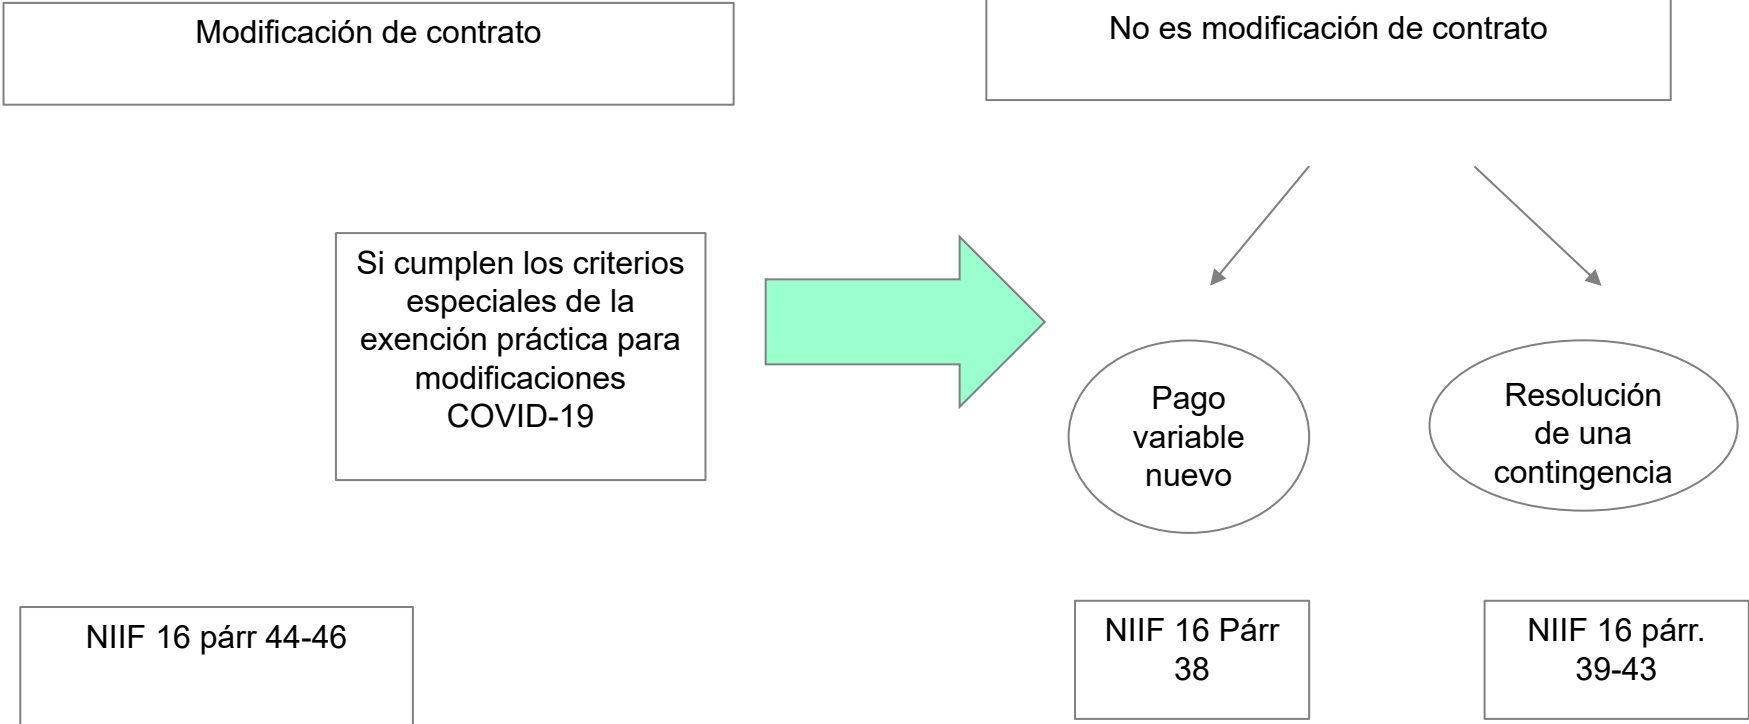 Modificación de contrato
No es modificación de contrato
Si cumplen los criterios
especiales de la
exención práctica para
modificaciones
COVID-19
Pago
variable
nuevo
Resolución
de una
contingencia
NIIF 16 párr 44-46
NIIF 16 Párr
38
NIIF 16 párr.
39-43